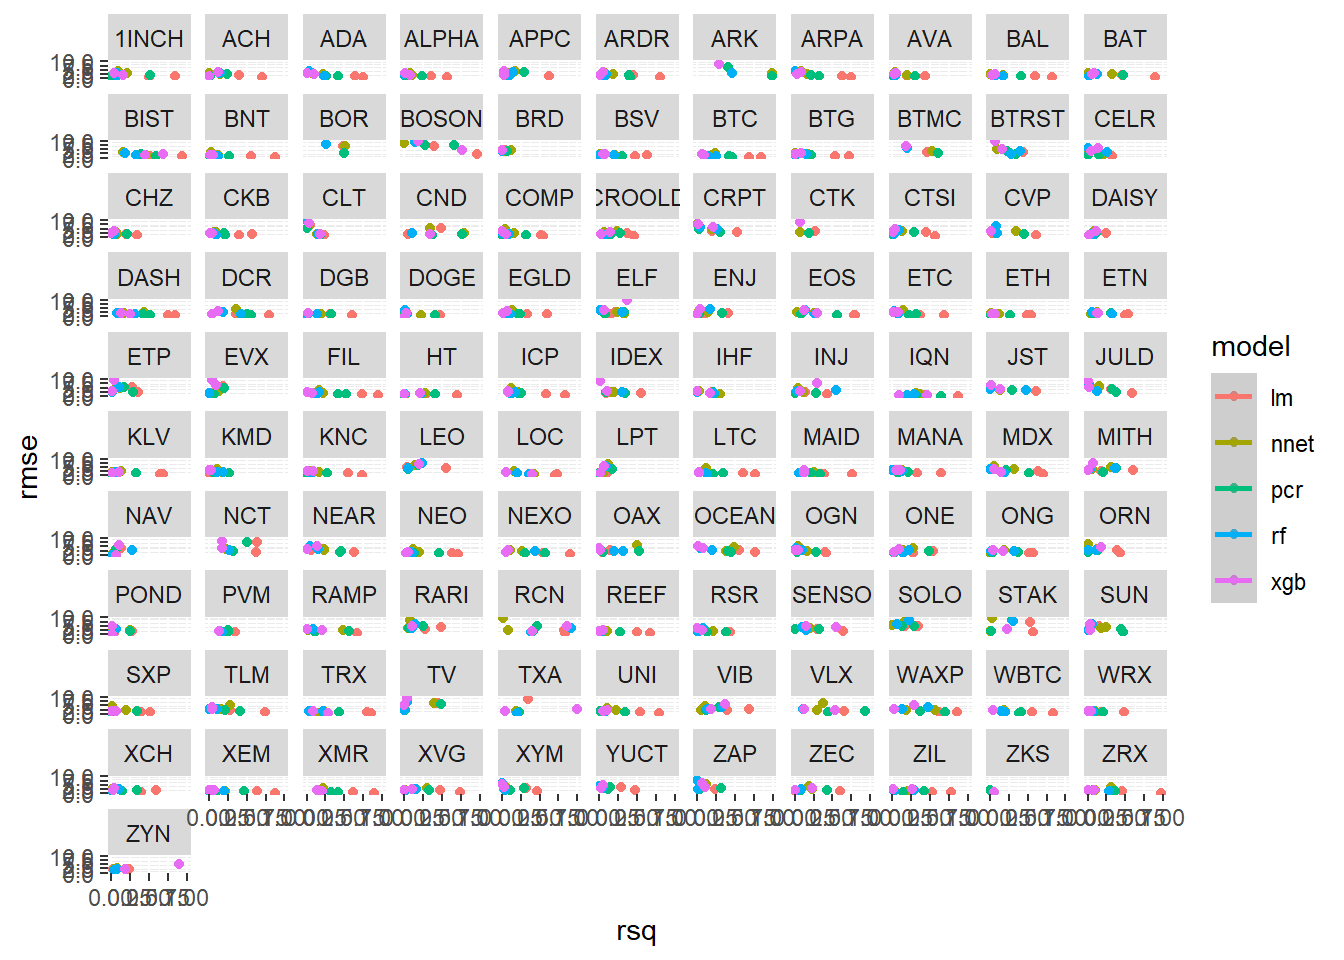 1INCH ACH ADA ALPHA APPC ARDR ARK ARPA AVA BAL BAT
BIST BNT BOR BOSON BRD BSV BTC BTG BTMC BTRST CELR
CHZ CKB CLT CND COMP CROOLD CRPT CTK CTSI CVP DAISY
DASH DCR DGB DOGE EGLD ELF ENJ EOS ETC ETH ETN
ETP EVX FIL HT ICP IDEX IHF INJ IQN JST JULD
KLV KMD KNC LEO LOC LPT LTC MAID MANA MDX MITH
NAV NCT NEAR NEO NEXO OAX OCEAN OGN ONE ONG ORN
POND PVM RAMP RARI RCN REEF RSR SENSO SOLO STAK SUN
SXP TLM TRX TV TXA UNI VIB VLX WAXP WBTC WRX
XCH XEM XMR XVG XYM YUCT ZAP ZEC ZIL ZKS ZRX
ZYN
rmse
rsq
model
lm
nnet
pcr
rf
xgb